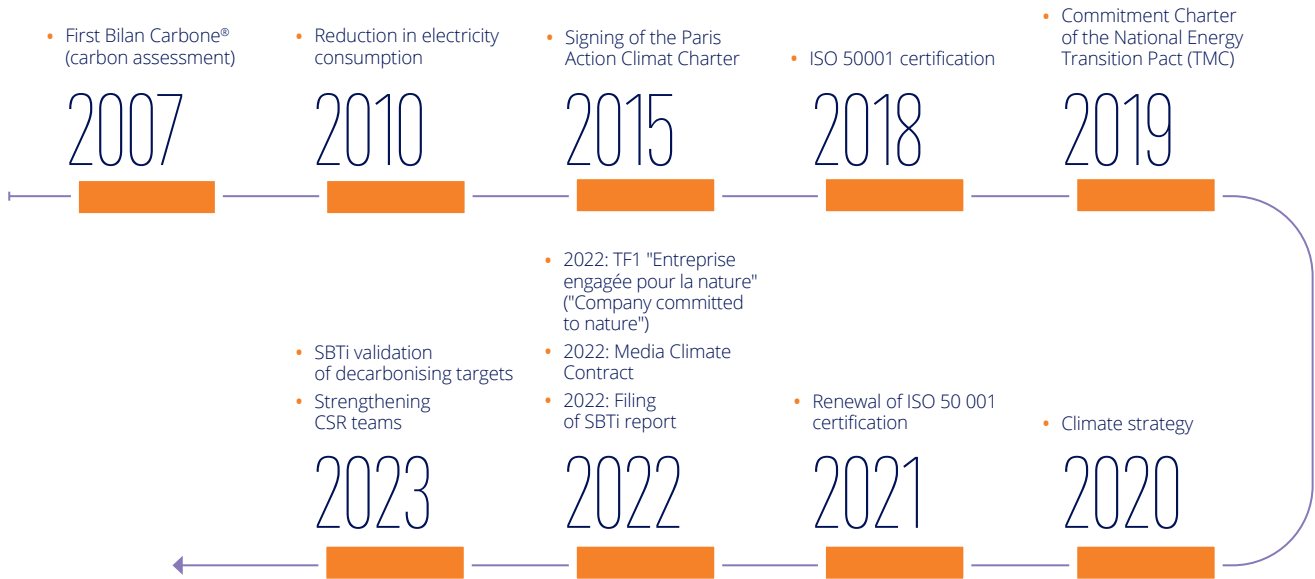 • First Bilan Carbone®
(carbon assessment)
2007
• Reduction in electricity
consumption
2010
• Signing of the Paris
Action Climat Charter
2015
• ISO 50001 certification
2018
• Commitment Charter
of the National Energy
Transition Pact (TMC)
2019
• Climate strategy
2020
• Renewal of ISO 50 001
certification
2021
• 2022: TF1 "Entreprise
engagée pour la nature"
("Company committed
to nature")
• 2022: Media Climate
Contract
• 2022: Filing
of SBTi report
2022
• SBTi validation
of decarbonising targets
• Strengthening
CSR teams
2023